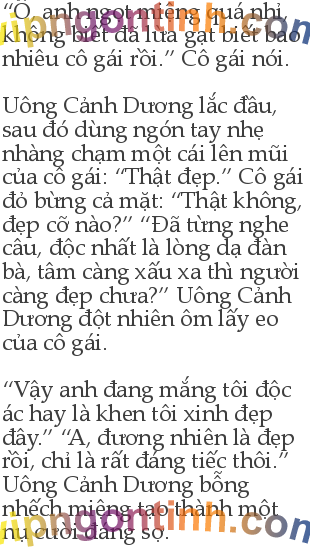 “Ồ, anh ngọt miệng quá nhỉ,
không biết đã lừa gạt biết bao
nhiêu cô gái rồi.” Cô gái nói.
Uông Cảnh Dương lắc đầu,
sau đó dùng ngón tay nhẹ
nhàng chạm một cái lên mũi
của cô gái: “Thật đẹp.” Cô gái
đỏ bừng cả mặt: “Thật không,
đẹp cỡ nào?” “Đã từng nghe
câu, độc nhất là lòng dạ đàn
bà, tâm càng xấu xa thì người
càng đẹp chưa?” Uông Cảnh
Dương đột nhiên ôm lấy eo
của cô gái.
“Vậy anh đang mắng tôi độc
ác hay là khen tôi xinh đẹp
đây.” “A, đương nhiên là đẹp
rồi, chỉ là rất đáng tiếc thôi.”
Uông Cảnh Dương bỗng
nhếch miệng tạo thành một
nụ cười đáng sợ.
vipngontinh.com